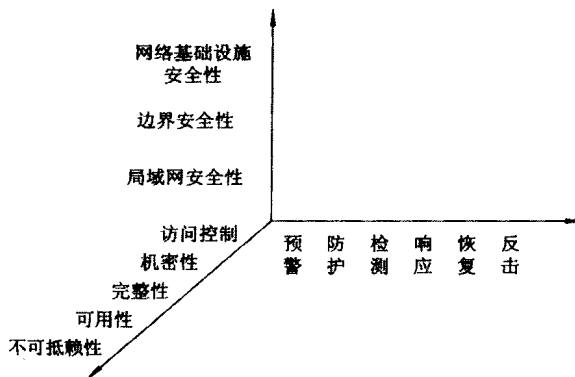 网络基础设施
安全性
边界安全性
局域网安全性
访问控制
机密性
完整性
可用性
不可抵赖性
预警
防护
检测
响应
恢复
反击